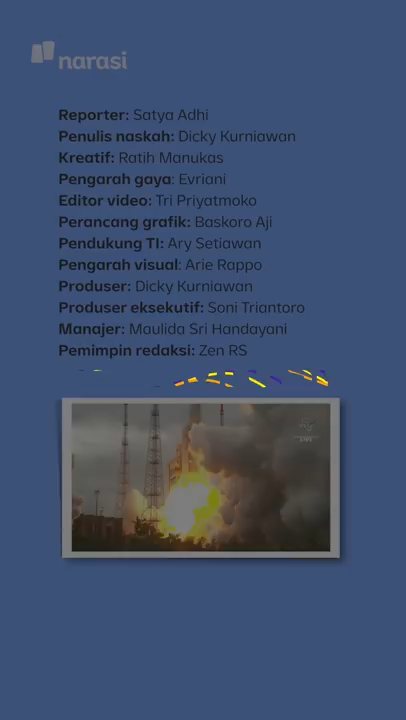 narasi
Reporter: Satya Adhi
Penulis naskah: Dicky Kurniawan
Kreatif: Ratih Manukas
Pengarah gaya: Evriani
Editor video: Tri Priyatmoko
Perancang grafik: Baskoro Aji
Pendukung TI: Ary Setiawan
Pengarah visual: Arie Rappo
Produser: Dicky Kurniawan
Produser eksekutif: Soni Triantoro
Manajer: Maulida Sri Handayani
Pemimpin redaksi: Zen RS